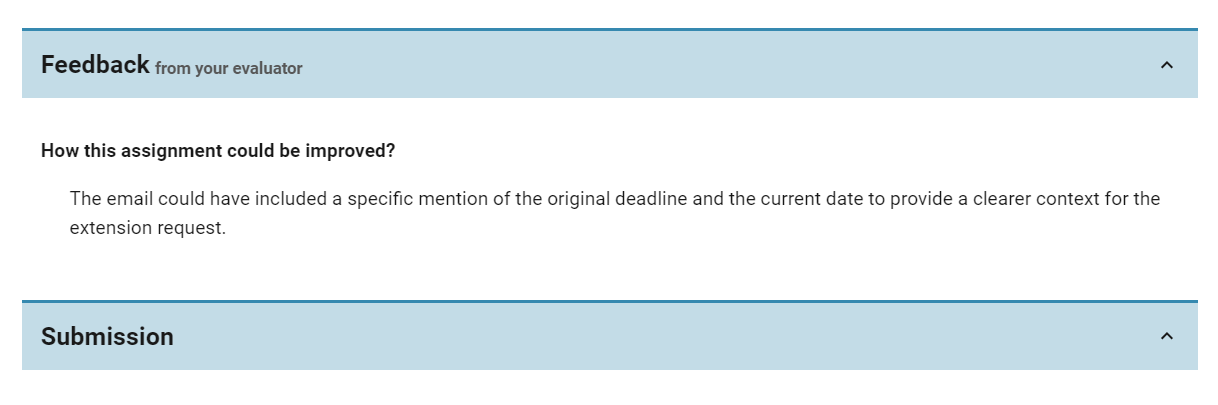 Feedback from your evaluator
How this assignment could be improved?
The email could have included a specific mention of the original deadline and the current date to provide a clearer context for the
extension request.
Submission